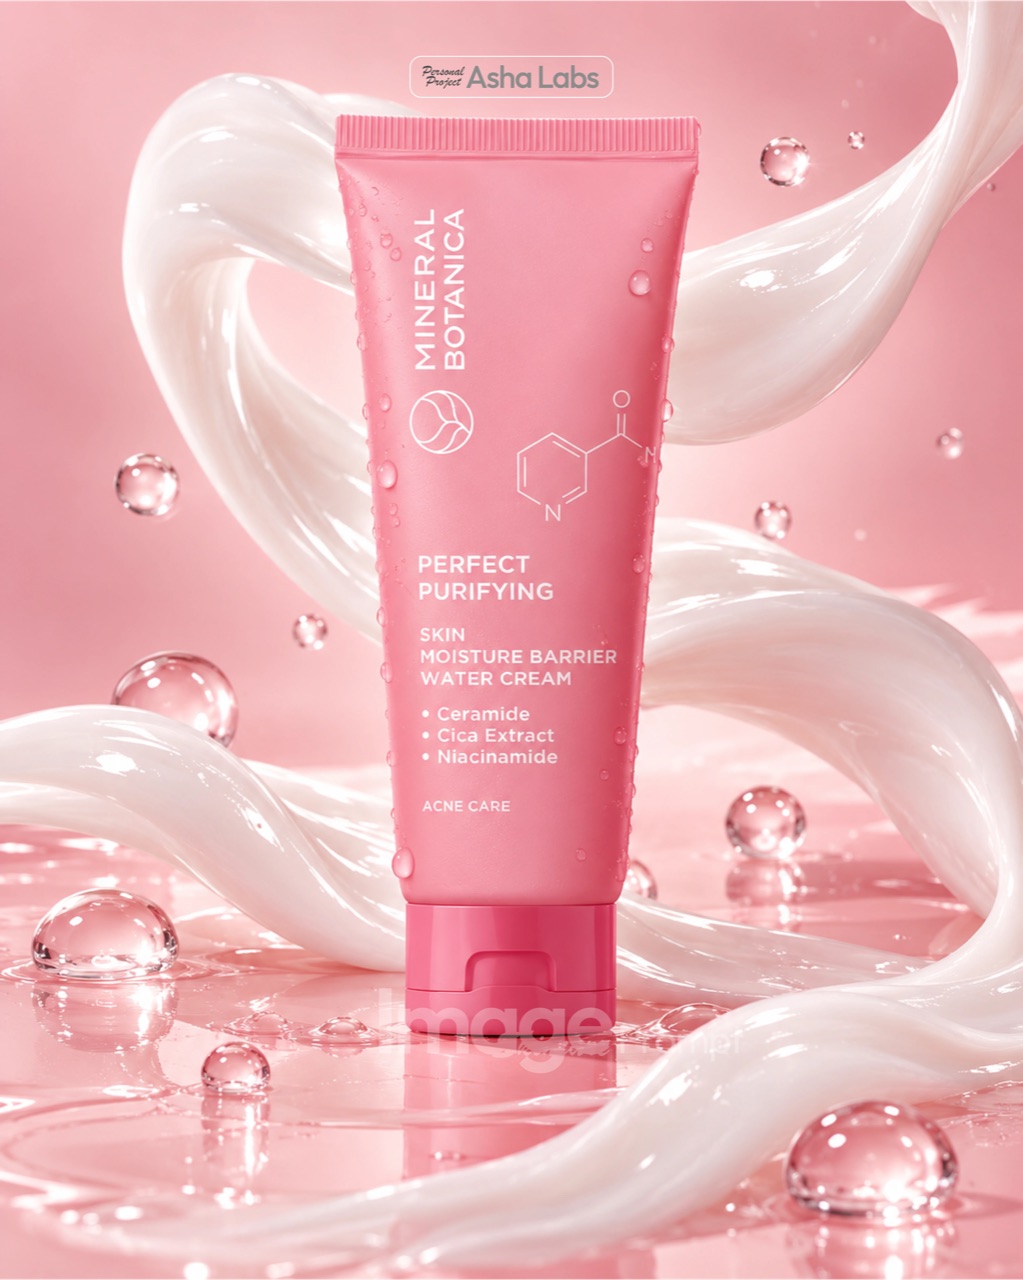 Personal
Project
Asha Labs
MINERAL
BOTANICA
O
N
N
PERFECT
PURIFYING
SKIN
MOISTURE BARRIER
WATER CREAM
• Ceramide
• Cica Extract
• Niacinamide
ACNE CARE
Image